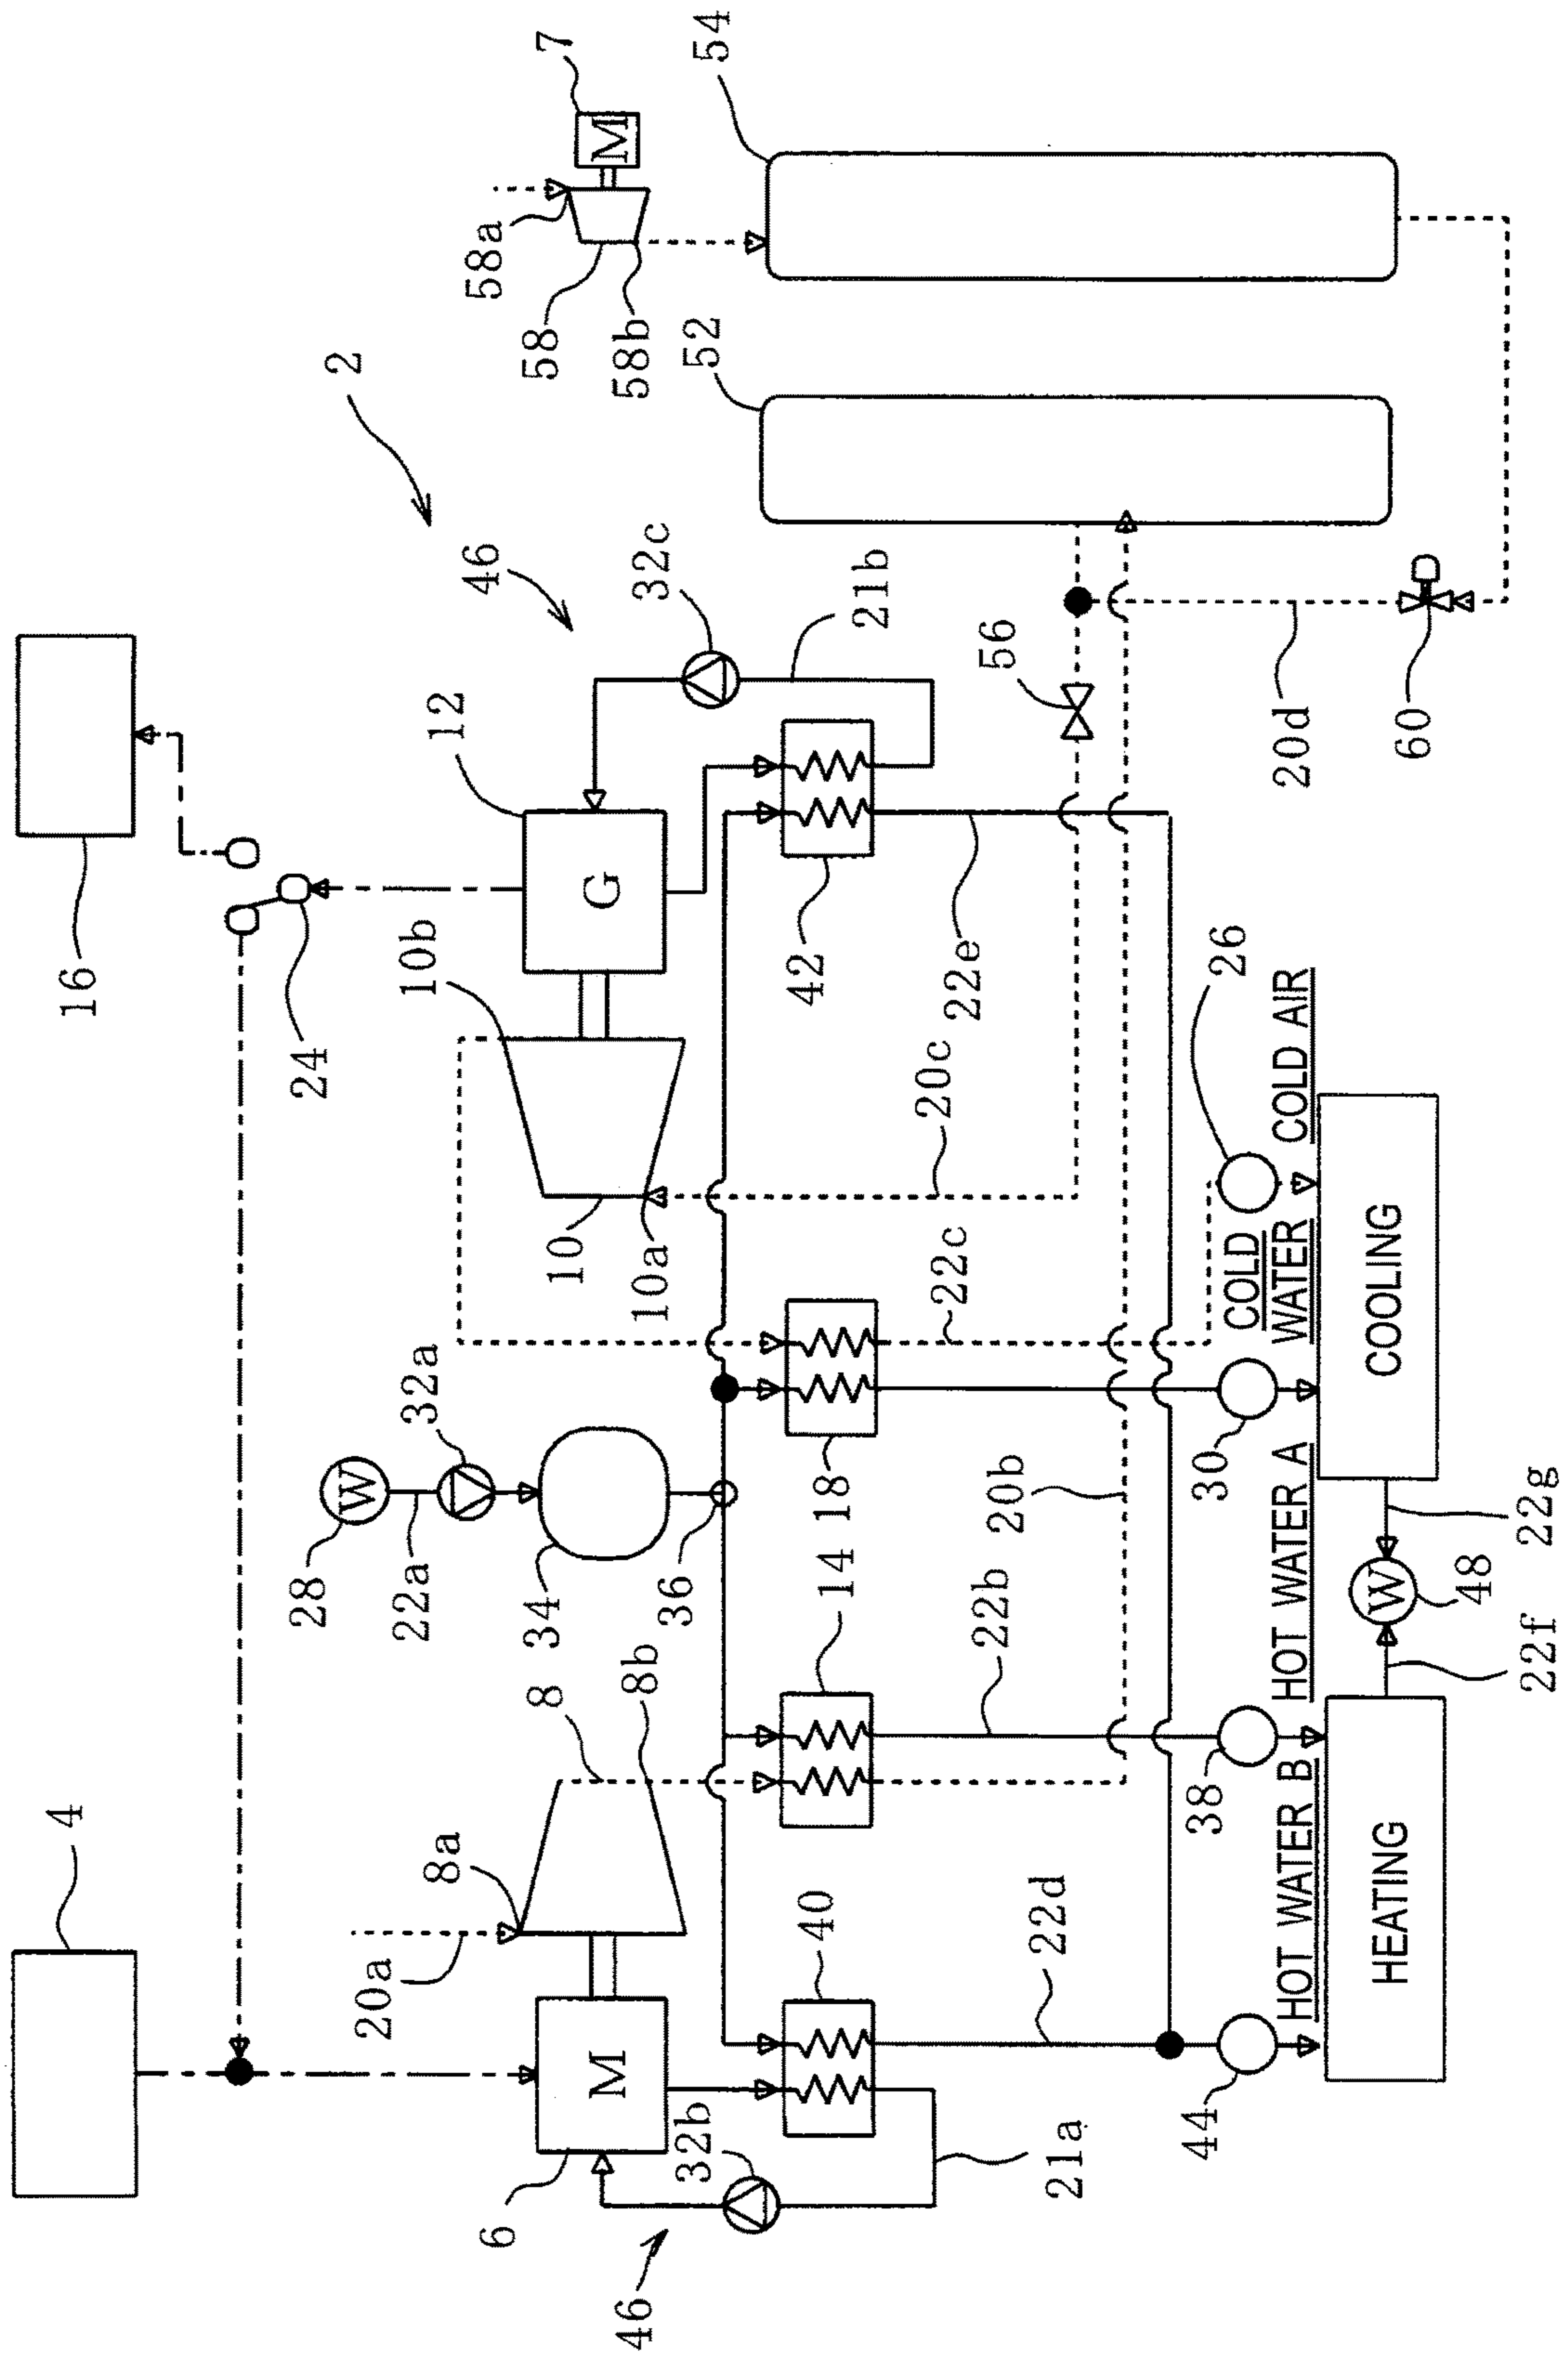 4
16
2
28
W
24
20a
22a
32a
8a
10b
12
46
58a
6
8
34
10
58
7
M
G
M
46
8b
10a
58b
32c
32b
36
52
54
40
14
18
42
21b
22c
20c
22e
22b
20b
56
22d
21a
44
38
30
26
20d
60
HOT WATER B
HOT WATER A
COLD
WATER
COLD AIR
HEATING
W
COOLING
48
22f
22g